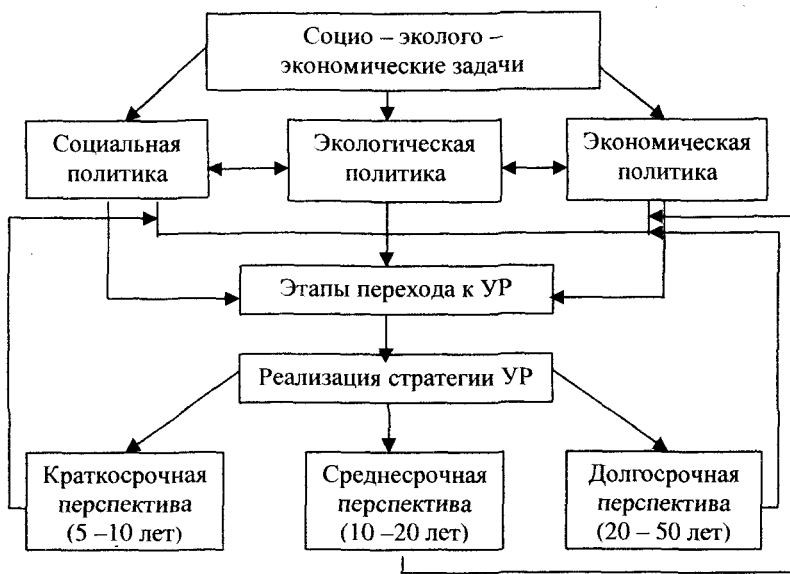 Социо – эколого –
экономические задачи
Социальная
политика
Экологическая
политика
Экономическая
политика
Этапы перехода к УР
Реализация стратегии УР
Краткосрочная
перспектива
(5 –10 лет)
Среднесрочная
перспектива
(10 –20 лет)
Долгосрочная
перспектива
(20 – 50 лет)